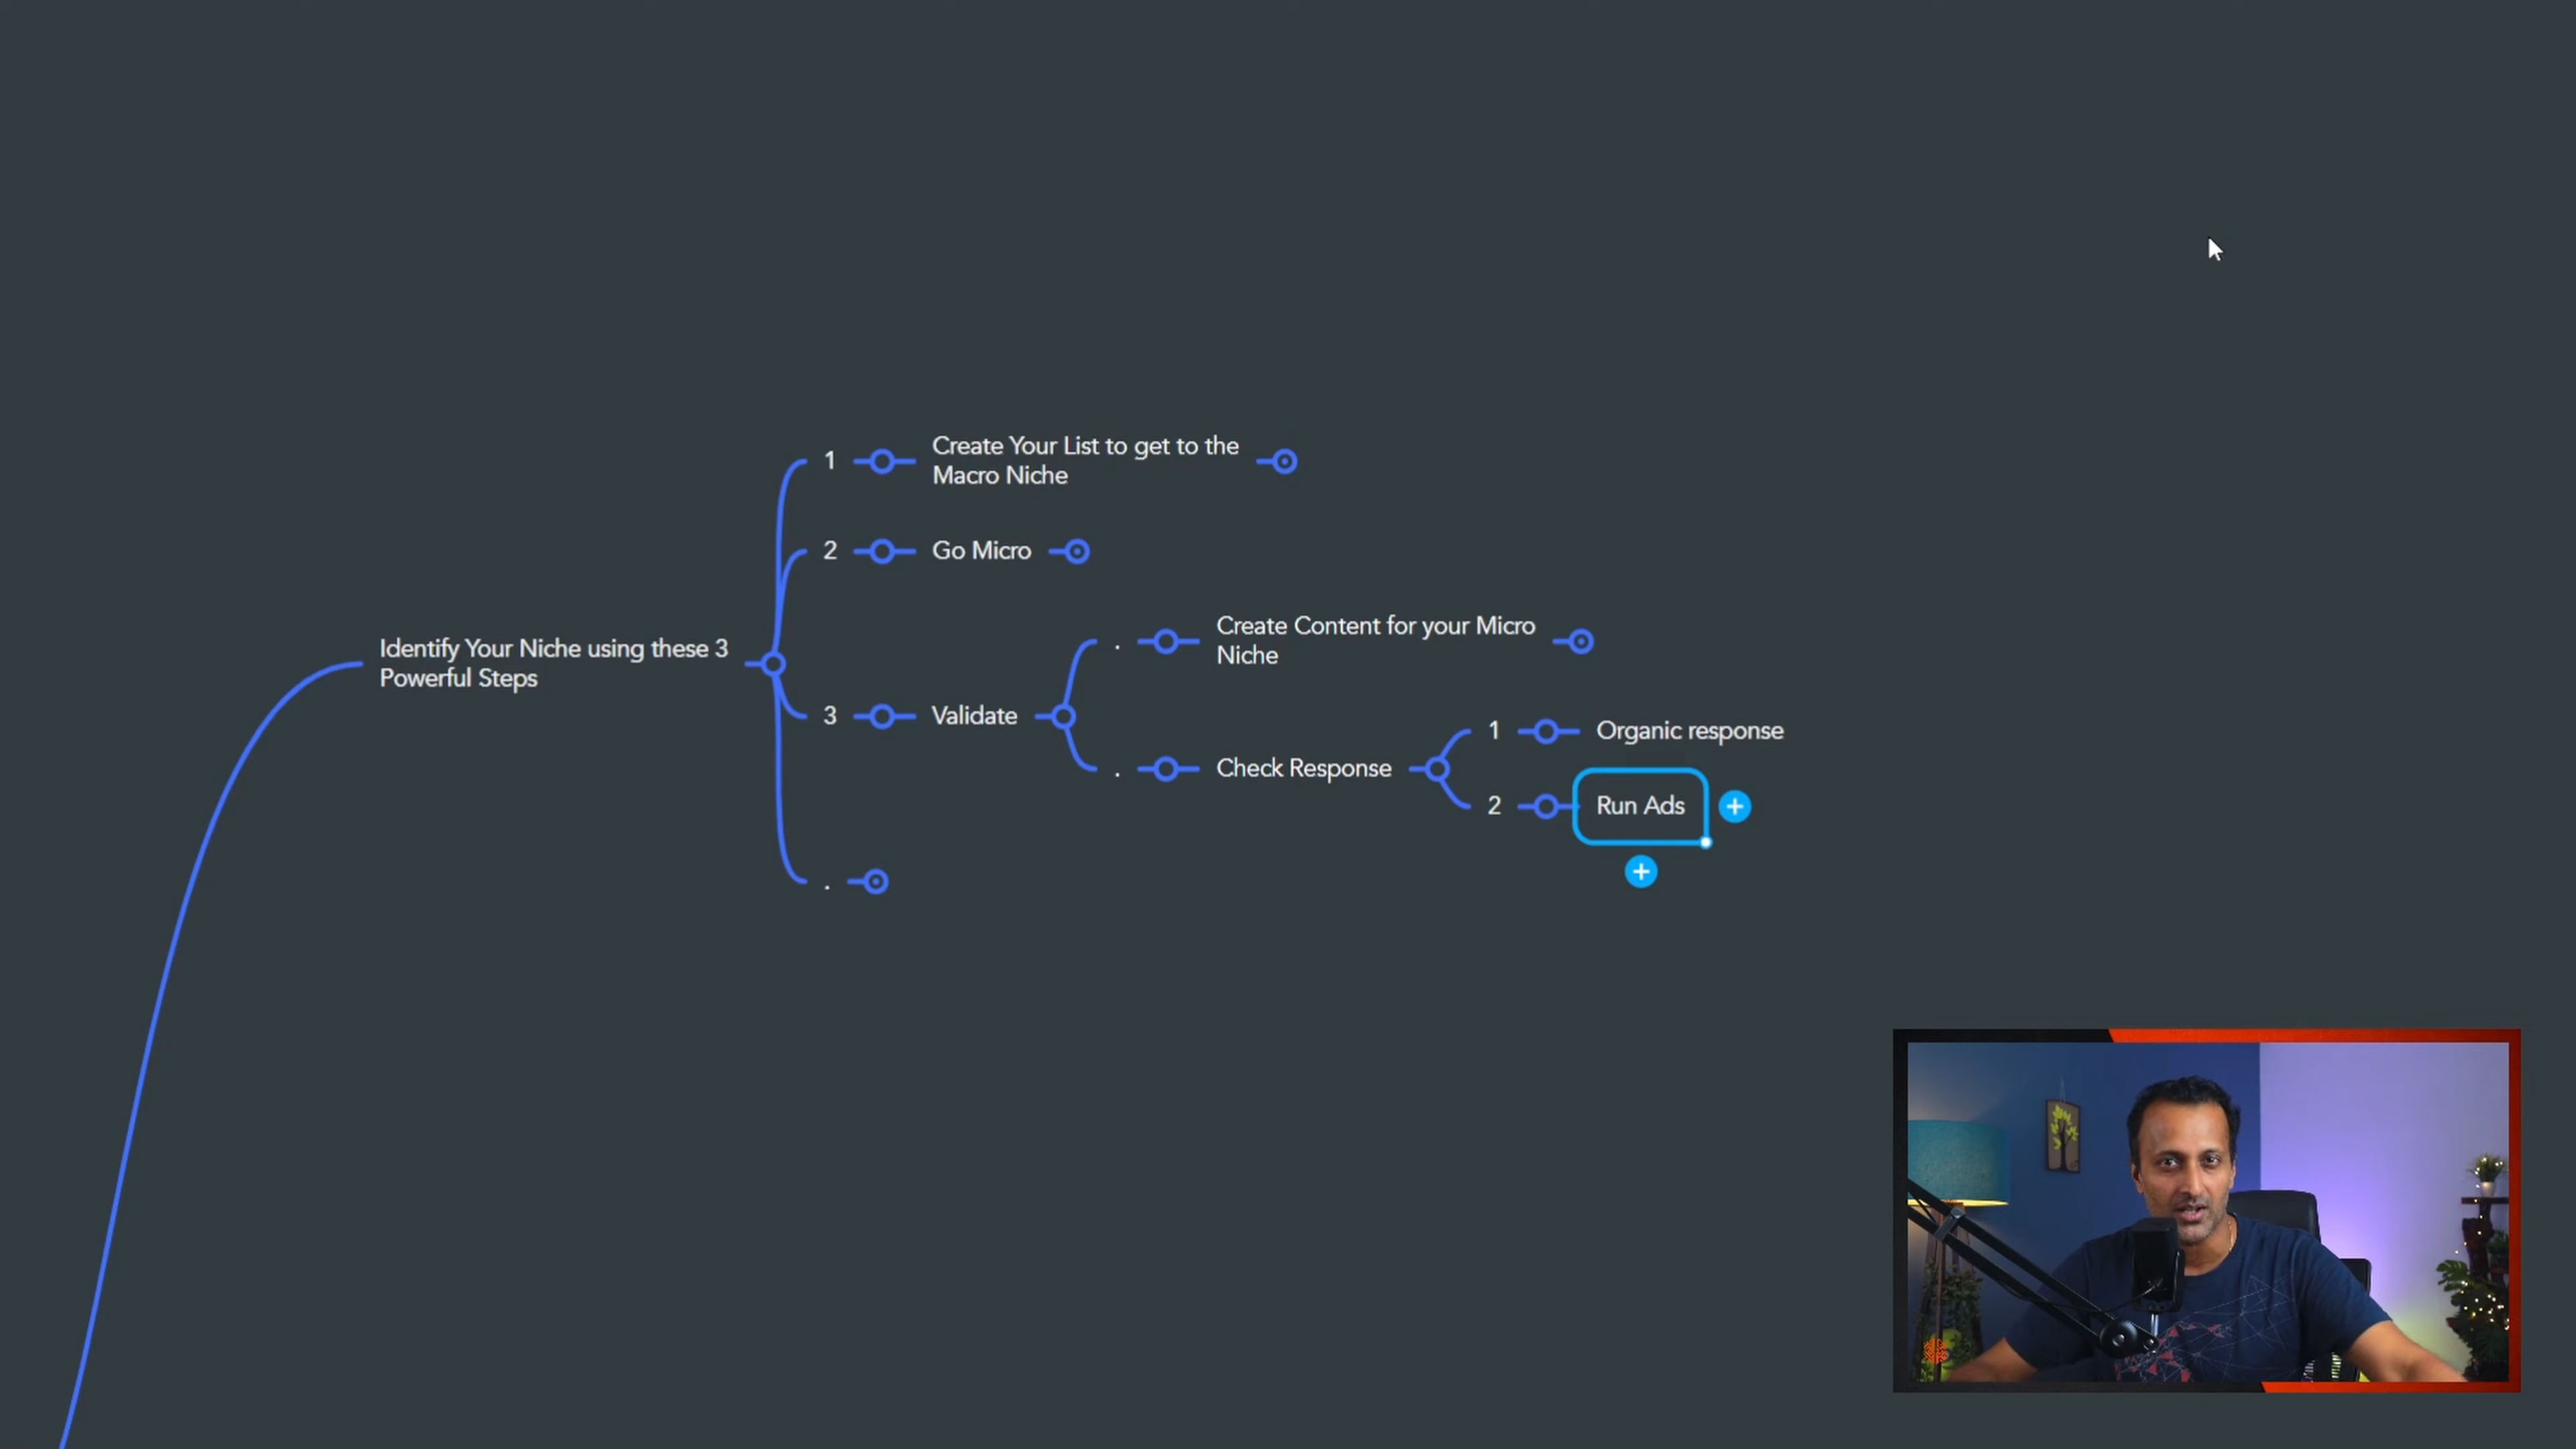 1
Create Your List to get to the
Macro Niche
2
Go Micro
Identify Your Niche using these 3
Powerful Steps
3
Validate
.
Create Content for your Micro
Niche
.
Check Response
1
Organic response
2
Run Ads
.